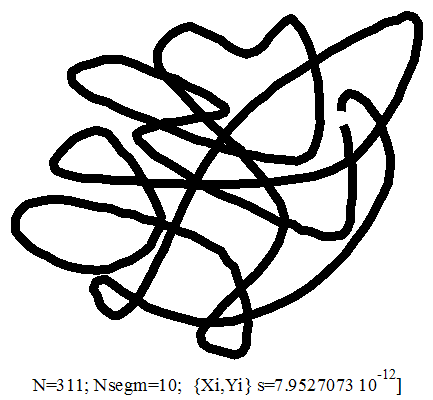 N=311; Nsegm=10; {Xi,Yi} s=7.9527073 10^-12]